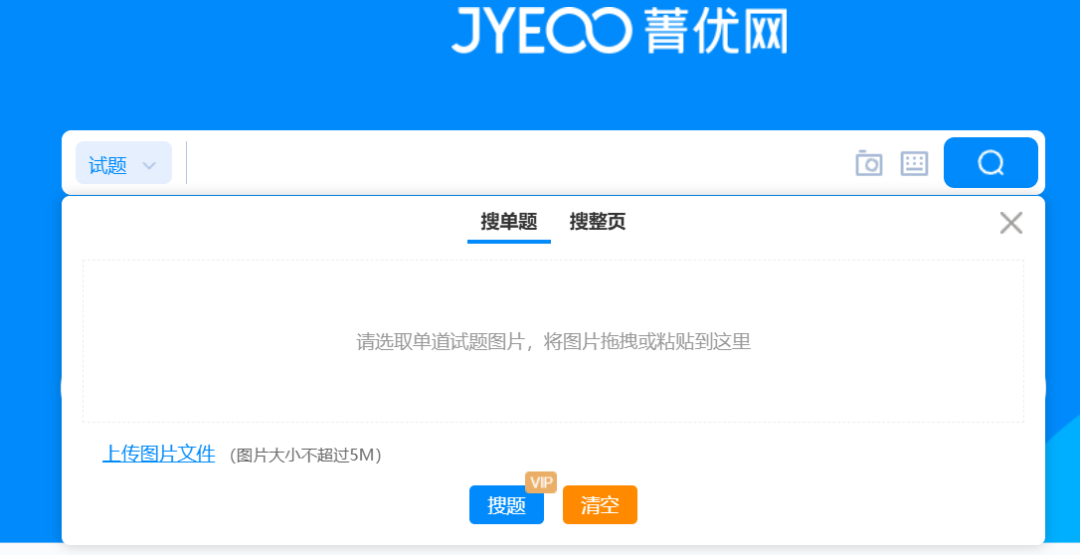 JYEOO 菁优网
试题
搜单题 搜整页
请选取单道试题图片，将图片拖拽或粘贴到这里
上传图片文件 （图片大小不超过5M）
VIP
搜题 清空